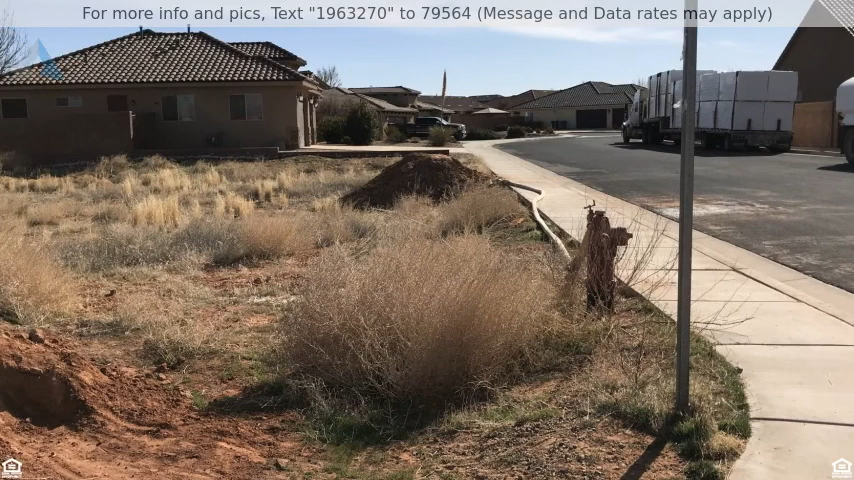 For more info and pics, Text "1963270" to 79564 (Message and Data rates may apply)